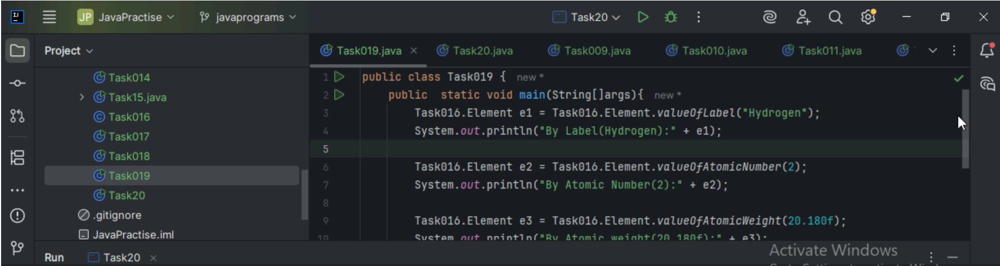 JP JavaPractise javaprograms Task20
Project
Task014
Task15.java
Task016
Task017
Task018
Task019
Task20
.gitignore
JavaPractise.iml
Task019.java Task20.java Task009.java Task010.java Task011.java
1 public class Task019 { new *
2 public static void main(String[]args){ new *
3 Task016.Element e1 = Task016.Element.valueOfLabel("Hydrogen");
4 System.out.println("By Label(Hydrogen):" + e1);
5
6 Task016.Element e2 = Task016.Element.valueOfAtomicNumber(2);
7 System.out.println("By Atomic Number(2):" + e2);
8
9 Task016.Element e3 = Task016.Element.valueOfAtomicWeight(20.180f);
10 System.out.println("By Atomic weight(20.180f):" + e3);
Run Task20
Activate Windows